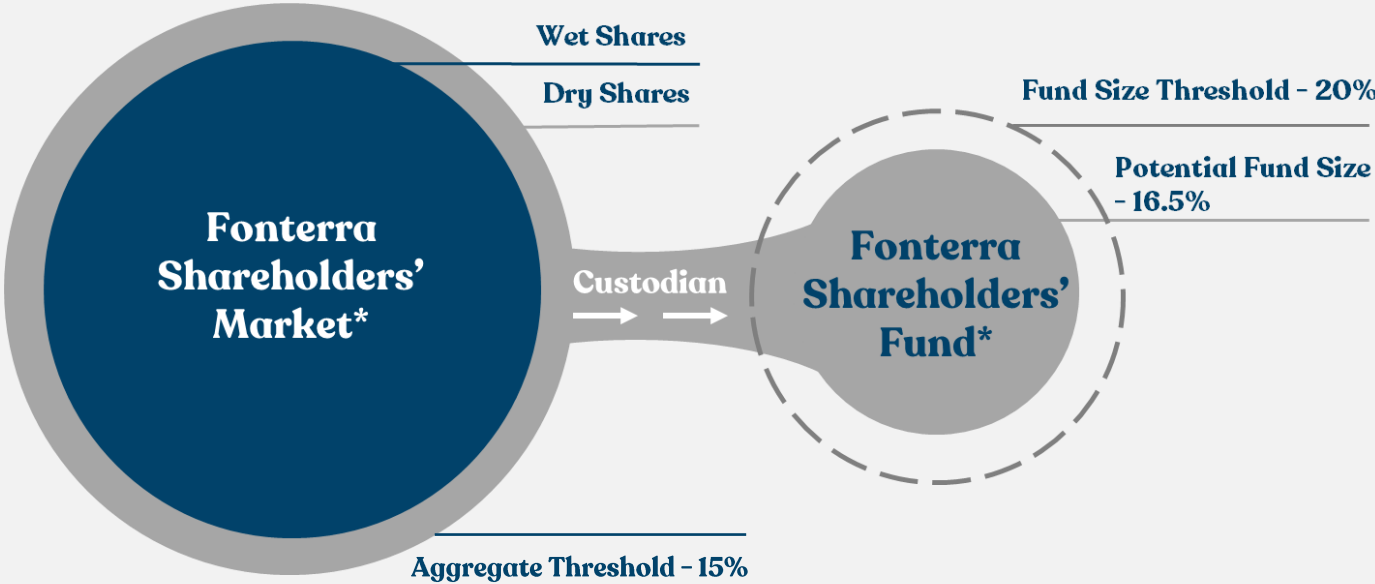 Wet Shares
Dry Shares
Fund Size Threshold - 20%
Potential Fund Size
- 16.5%
Fonterra
Shareholders’
Market*
Custodian
Fonterra
Shareholders’
Fund*
Aggregate Threshold - 15%